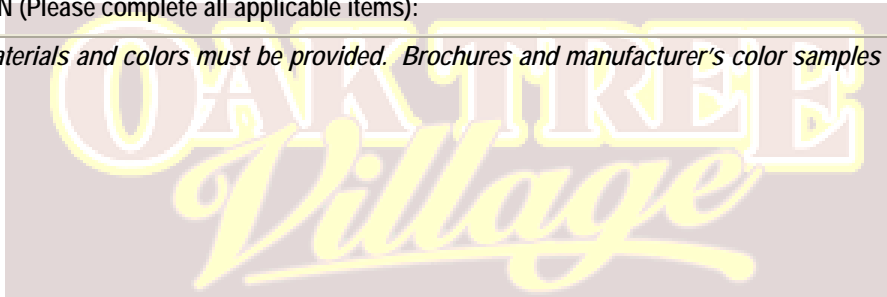 N (Please complete all applicable items):
aterials and colors must be provided. Brochures and manufacturer's color samples
OAK TREE
Village